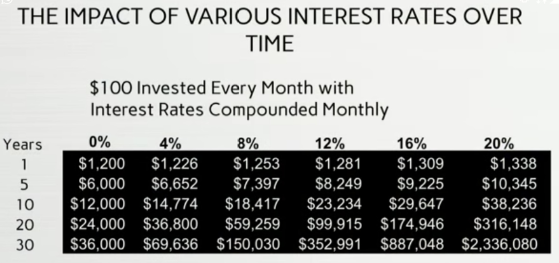 THE IMPACT OF VARIOUS INTEREST RATES OVER
TIME
$100 Invested Every Month with
Interest Rates Compounded Monthly
Years 0% 4% 8% 12% 16% 20%
1 $1,200 $1,226 $1,253 $1,281 $1,309 $1,338
5 $6,000 $6,652 $7,397 $8,249 $9,225 $10,345
10 $12,000 $14,774 $18,417 $23,234 $29,647 $38,236
20 $24,000 $36,800 $59,259 $99,915 $174,946 $316,148
30 $36,000 $69,636 $150,030 $352,991 $887,048 $2,336,080